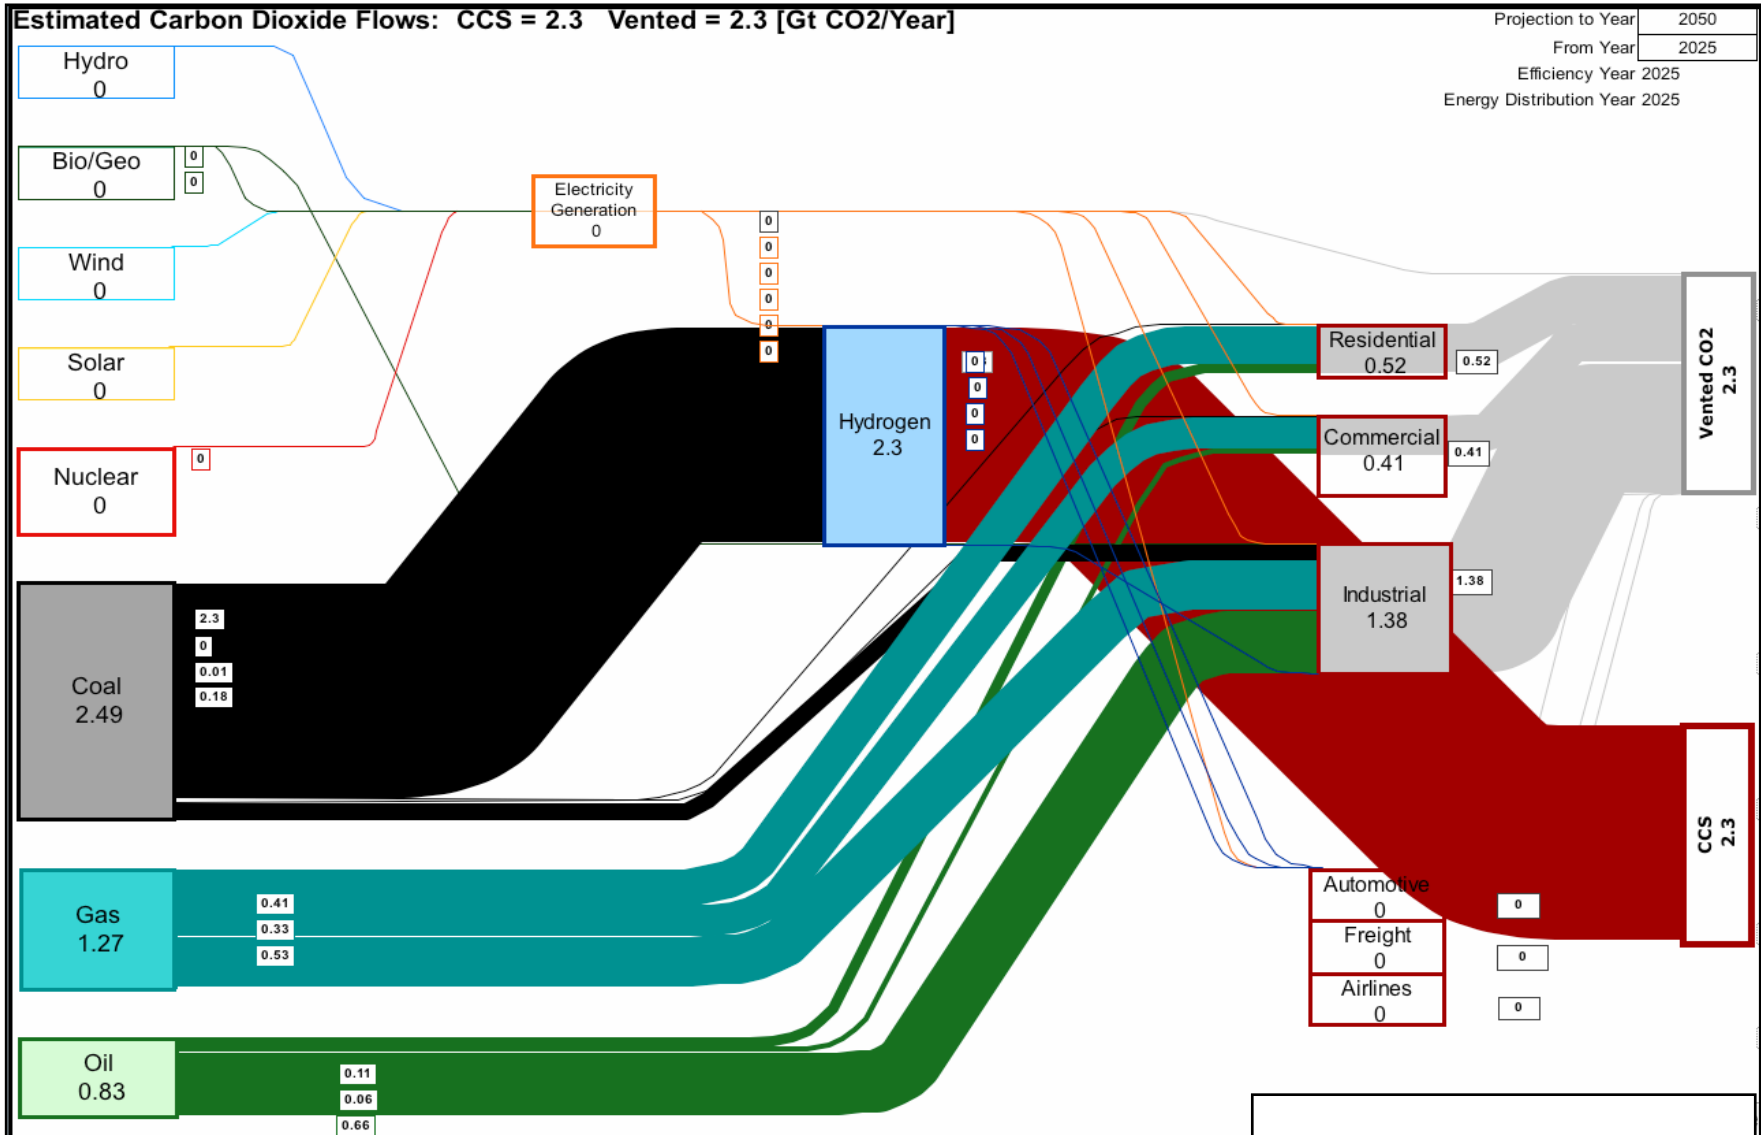 Estimated Carbon Dioxide Flows:  CCS = 2.3   Vented = 2.3 [Gt CO2/Year]
Projection to Year 2050
From Year 2025
Efficiency Year 2025
Energy Distribution Year 2025
Hydro
0
Bio/Geo
0
0
0
Wind
0
Solar
0
Nuclear
0
0
Coal
2.49
2.3
0
0.01
0.18
Gas
1.27
0.41
0.33
0.53
Oil
0.83
0.11
0.06
0.66
Electricity
Generation
0
0
0
0
0
0
0
Hydrogen
2.3
0
0
0
0
Residential
0.52
0.52
Commercial
0.41
0.41
Industrial
1.38
1.38
Automotive
0
0
Freight
0
0
Airlines
0
0
Vented CO2
2.3
CCS
2.3